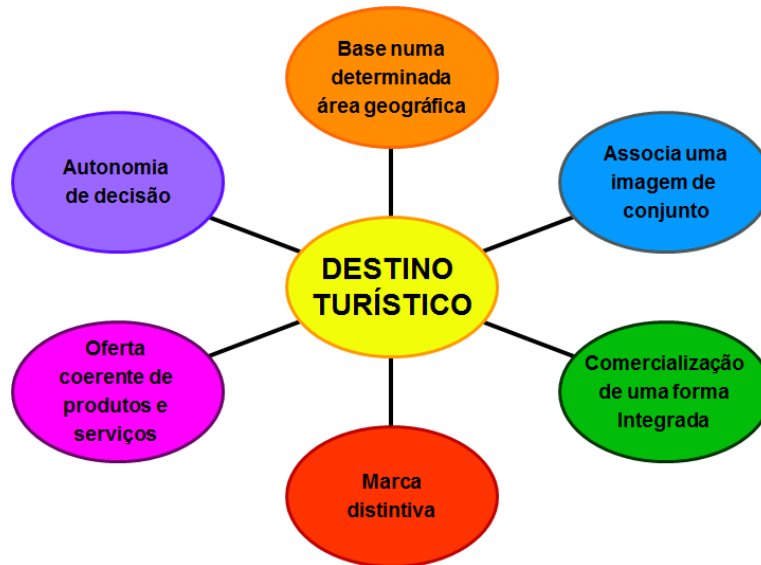 Base numa
determinada
área geográfica
Autonomia
de decisão
Associa uma
imagem de
conjunto
DESTINO
TURÍSTICO
Oferta
coerente de
produtos e
serviços
Comercialização
de uma forma
Integrada
Marca
distintiva